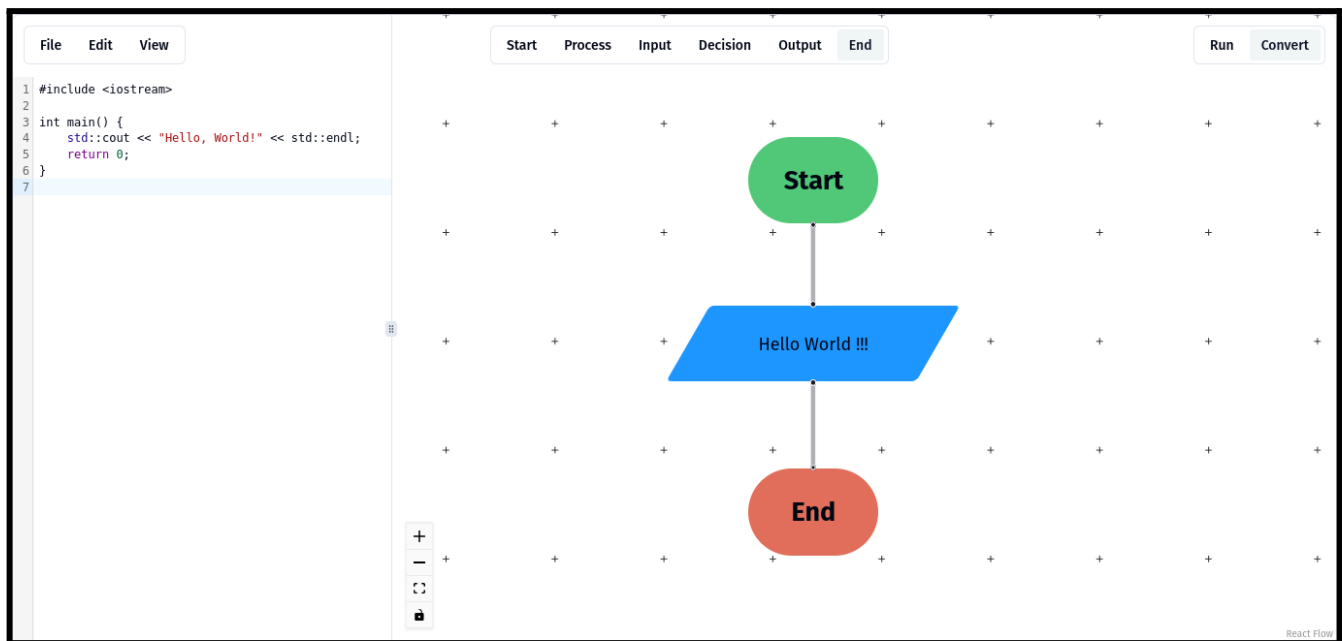 File Edit View
Start Process Input Decision Output End
Run Convert
1 #include <iostream>
2
3 int main() {
4     std::cout << "Hello, World!" << std::endl;
5     return 0;
6 }
7
Start
Hello World !!!
End
React Flow